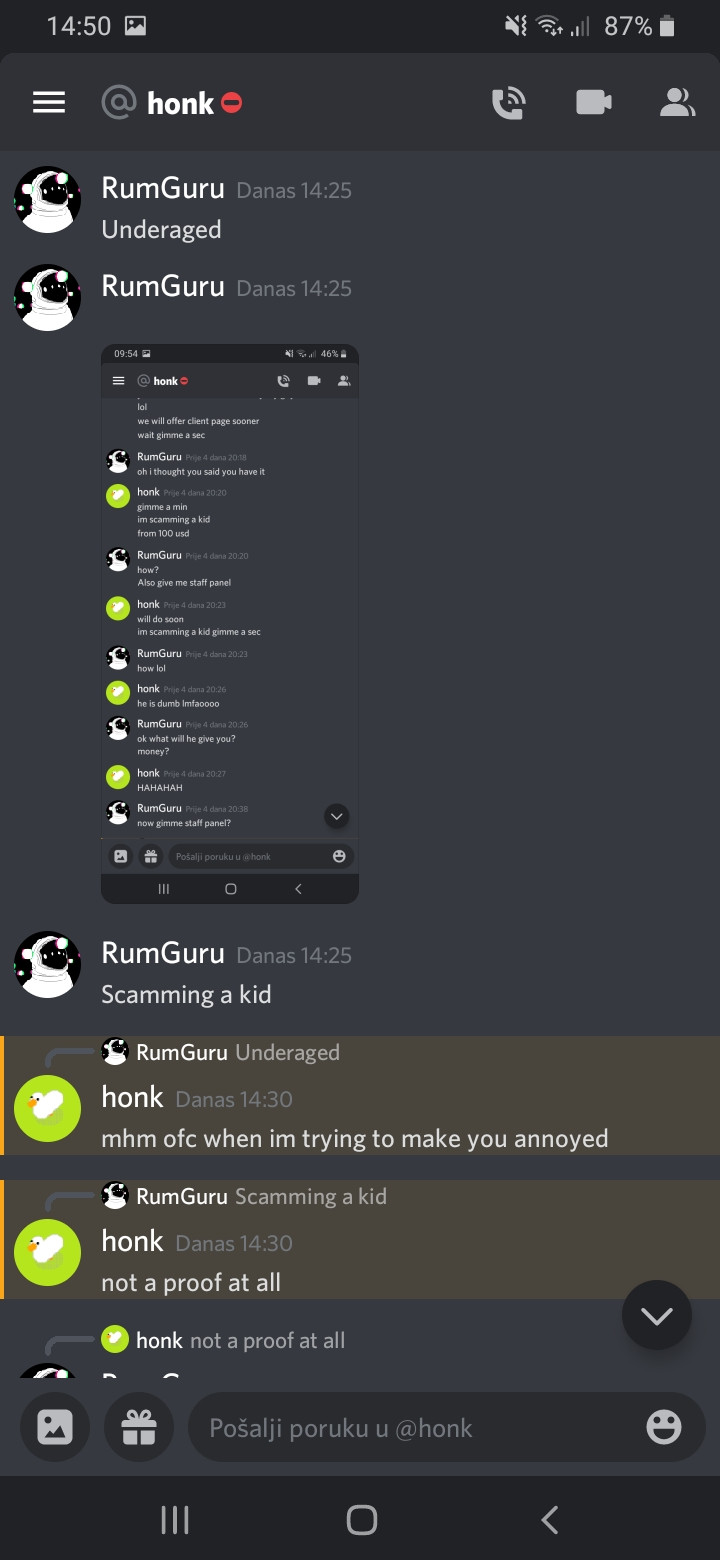 14:50 87%
@ honk
RumGuru Danas 14:25
Underaged
RumGuru Danas 14:25
09:54 46%
@ honk
lol
we will offer client page sooner
wait gimme a sec
RumGuru Prije 4 dana 20:18
oh i thought you said you have it
honk Prije 4 dana 20:20
gimme a min
im scamming a kid
from 100 usd
RumGuru Prije 4 dana 20:20
how?
Also give me staff panel
honk Prije 4 dana 20:23
will do soon
im scamming a kid gimme a sec
RumGuru Prije 4 dana 20:23
how lol
honk Prije 4 dana 20:26
he is dumb lmfaoooo
RumGuru Prije 4 dana 20:26
ok what will he give you?
money?
honk Prije 4 dana 20:27
HAHAHAH
RumGuru Prije 4 dana 20:38
now gimme staff panel?
Pošalji poruku u @honk
RumGuru Danas 14:25
Scamming a kid
RumGuru Underaged
honk Danas 14:30
mhm ofc when im trying to make you annoyed
RumGuru Scamming a kid
honk Danas 14:30
not a proof at all
honk not a proof at all
Pošalji poruku u @honk